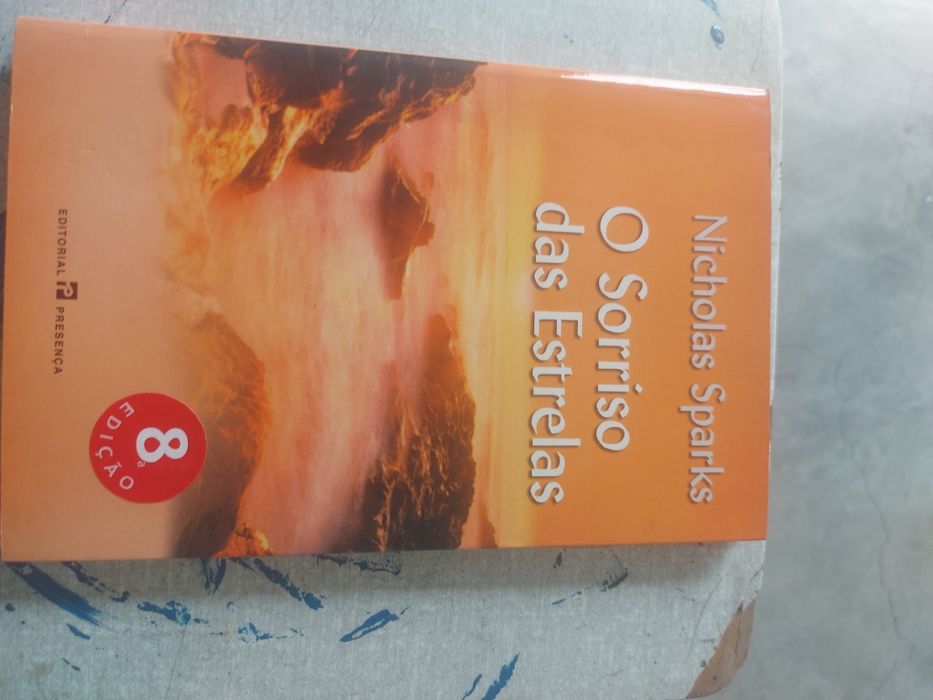 Nicholas Sparks
O Sorriso
das Estrelas
8ª
EDIÇÃO
EDITORIAL PRESENÇA